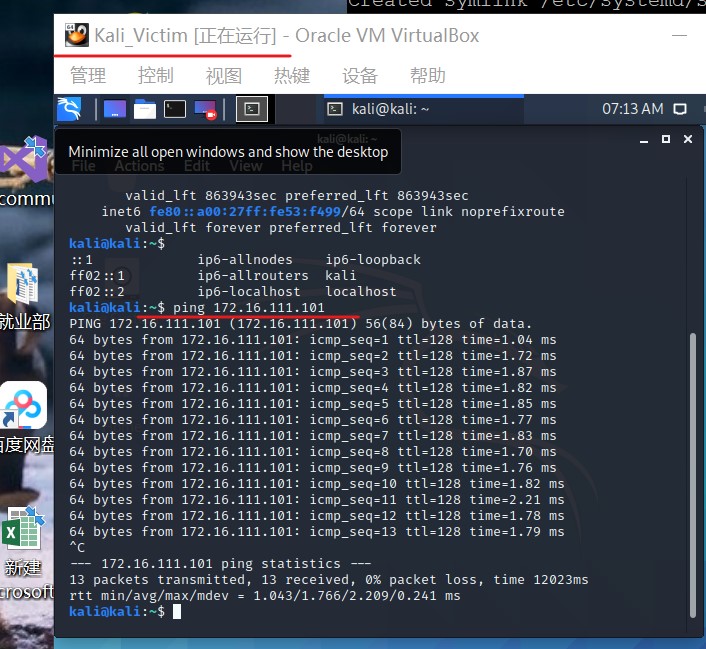 Created symlink /etc/systemd/s
Kali_Victim [正在运行] - Oracle VM VirtualBox
管理 控制 视图 热键 设备 帮助
kali@kali: ~ 07:13 AM
kali@kali: ~
Minimize all open windows and show the desktop
File Actions Edit View Help
valid_lft 863943sec preferred_lft 863943sec
inet6 fe80::a00:27ff:fe53:f499/64 scope link noprefixroute
valid_lft forever preferred_lft forever
kali@kali:~$
::1 ip6-allnodes ip6-loopback
ff02::1 ip6-allrouters kali
ff02::2 ip6-localhost localhost
kali@kali:~$ ping 172.16.111.101
PING 172.16.111.101 (172.16.111.101) 56(84) bytes of data.
64 bytes from 172.16.111.101: icmp_seq=1 ttl=128 time=1.04 ms
64 bytes from 172.16.111.101: icmp_seq=2 ttl=128 time=1.72 ms
64 bytes from 172.16.111.101: icmp_seq=3 ttl=128 time=1.87 ms
64 bytes from 172.16.111.101: icmp_seq=4 ttl=128 time=1.82 ms
64 bytes from 172.16.111.101: icmp_seq=5 ttl=128 time=1.85 ms
64 bytes from 172.16.111.101: icmp_seq=6 ttl=128 time=1.77 ms
64 bytes from 172.16.111.101: icmp_seq=7 ttl=128 time=1.83 ms
64 bytes from 172.16.111.101: icmp_seq=8 ttl=128 time=1.70 ms
64 bytes from 172.16.111.101: icmp_seq=9 ttl=128 time=1.76 ms
64 bytes from 172.16.111.101: icmp_seq=10 ttl=128 time=1.82 ms
64 bytes from 172.16.111.101: icmp_seq=11 ttl=128 time=2.21 ms
64 bytes from 172.16.111.101: icmp_seq=12 ttl=128 time=1.78 ms
64 bytes from 172.16.111.101: icmp_seq=13 ttl=128 time=1.79 ms
^C
--- 172.16.111.101 ping statistics ---
13 packets transmitted, 13 received, 0% packet loss, time 12023ms
rtt min/avg/max/mdev = 1.043/1.766/2.209/0.241 ms
kali@kali:~$
commu
就业部
百度网盘
新建
crosoft